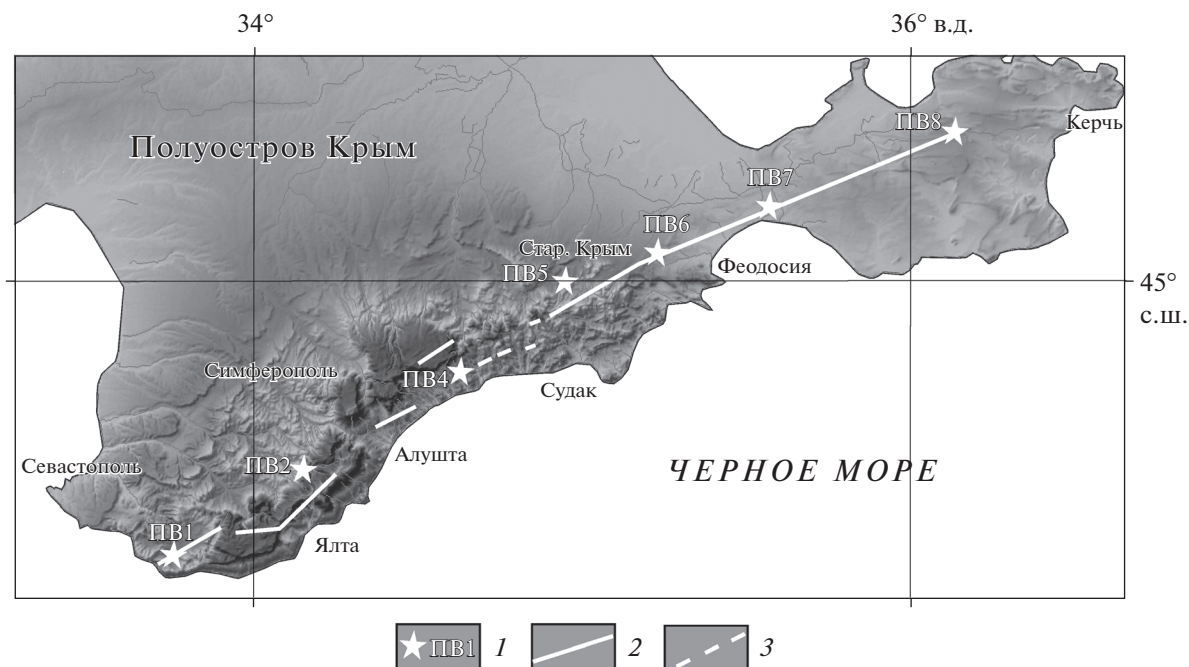 34°
36° в.д.
Полуостров Крым
ПВ8
Керчь
ПВ7
ПВ6
Стар. Крым
ПВ5
Феодосия
45°
с.ш.
Симферополь
ПВ4
Судак
Алушта
Севастополь
ПВ2
ЧЕРНОЕ МОРЕ
ПВ1
Ялта
ПВ1 1 2 3